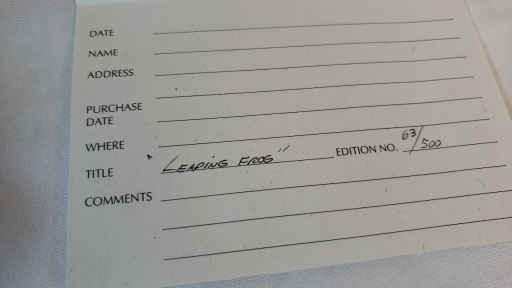 DATE
NAME
ADDRESS
PURCHASE
DATE
WHERE
TITLE "LEAPING FROG" EDITION NO. 63/500
COMMENTS